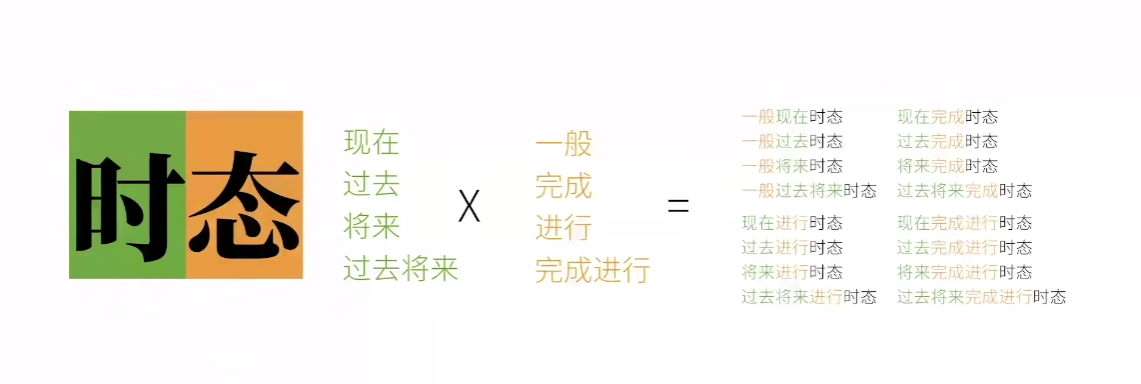 时态
现在
过去
将来
过去将来
X
一般
完成
进行
完成进行
=
一般现在时态
一般过去时态
一般将来时态
一般过去将来时态
现在完成时态
过去完成时态
将来完成时态
过去将来完成时态
现在进行时态
过去进行时态
将来进行时态
过去将来进行时态
现在完成进行时态
过去完成进行时态
将来完成进行时态
过去将来完成进行时态